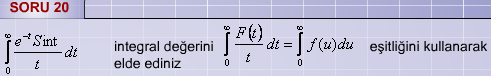 SORU 20
∫₀^∞ (e⁻ᵗ Sint / t) dt integral değerini ∫₀^∞ (F(t) / t) dt = ∫₀^∞ f(u)du eşitliğini kullanarak
elde ediniz